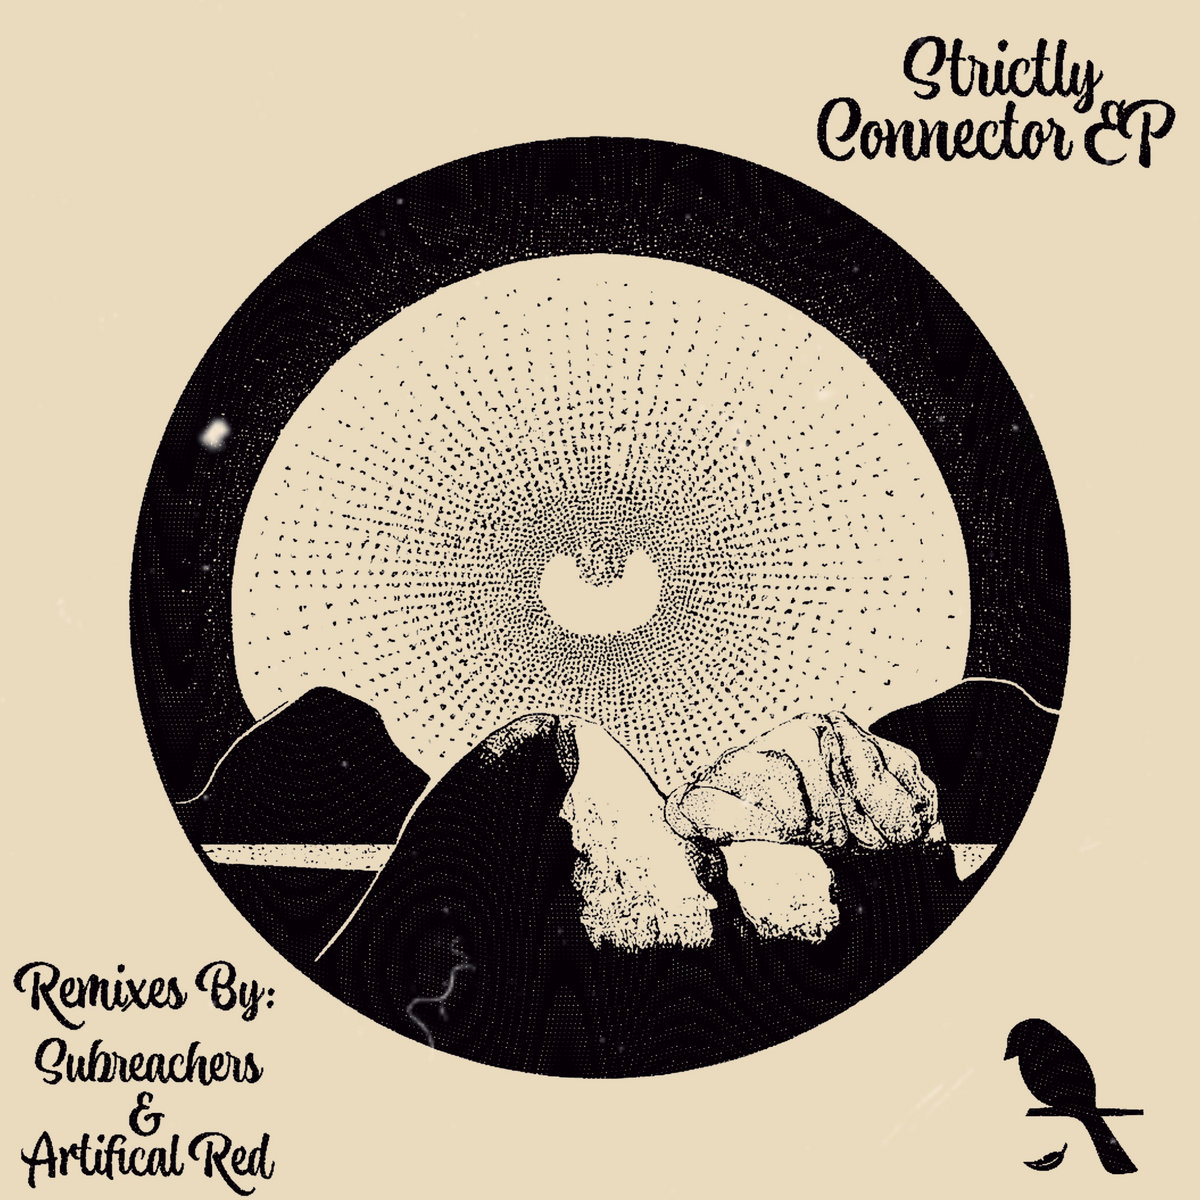 Strictly
Connector EP
Remixes By:
Subreachers
&
Artifical Red